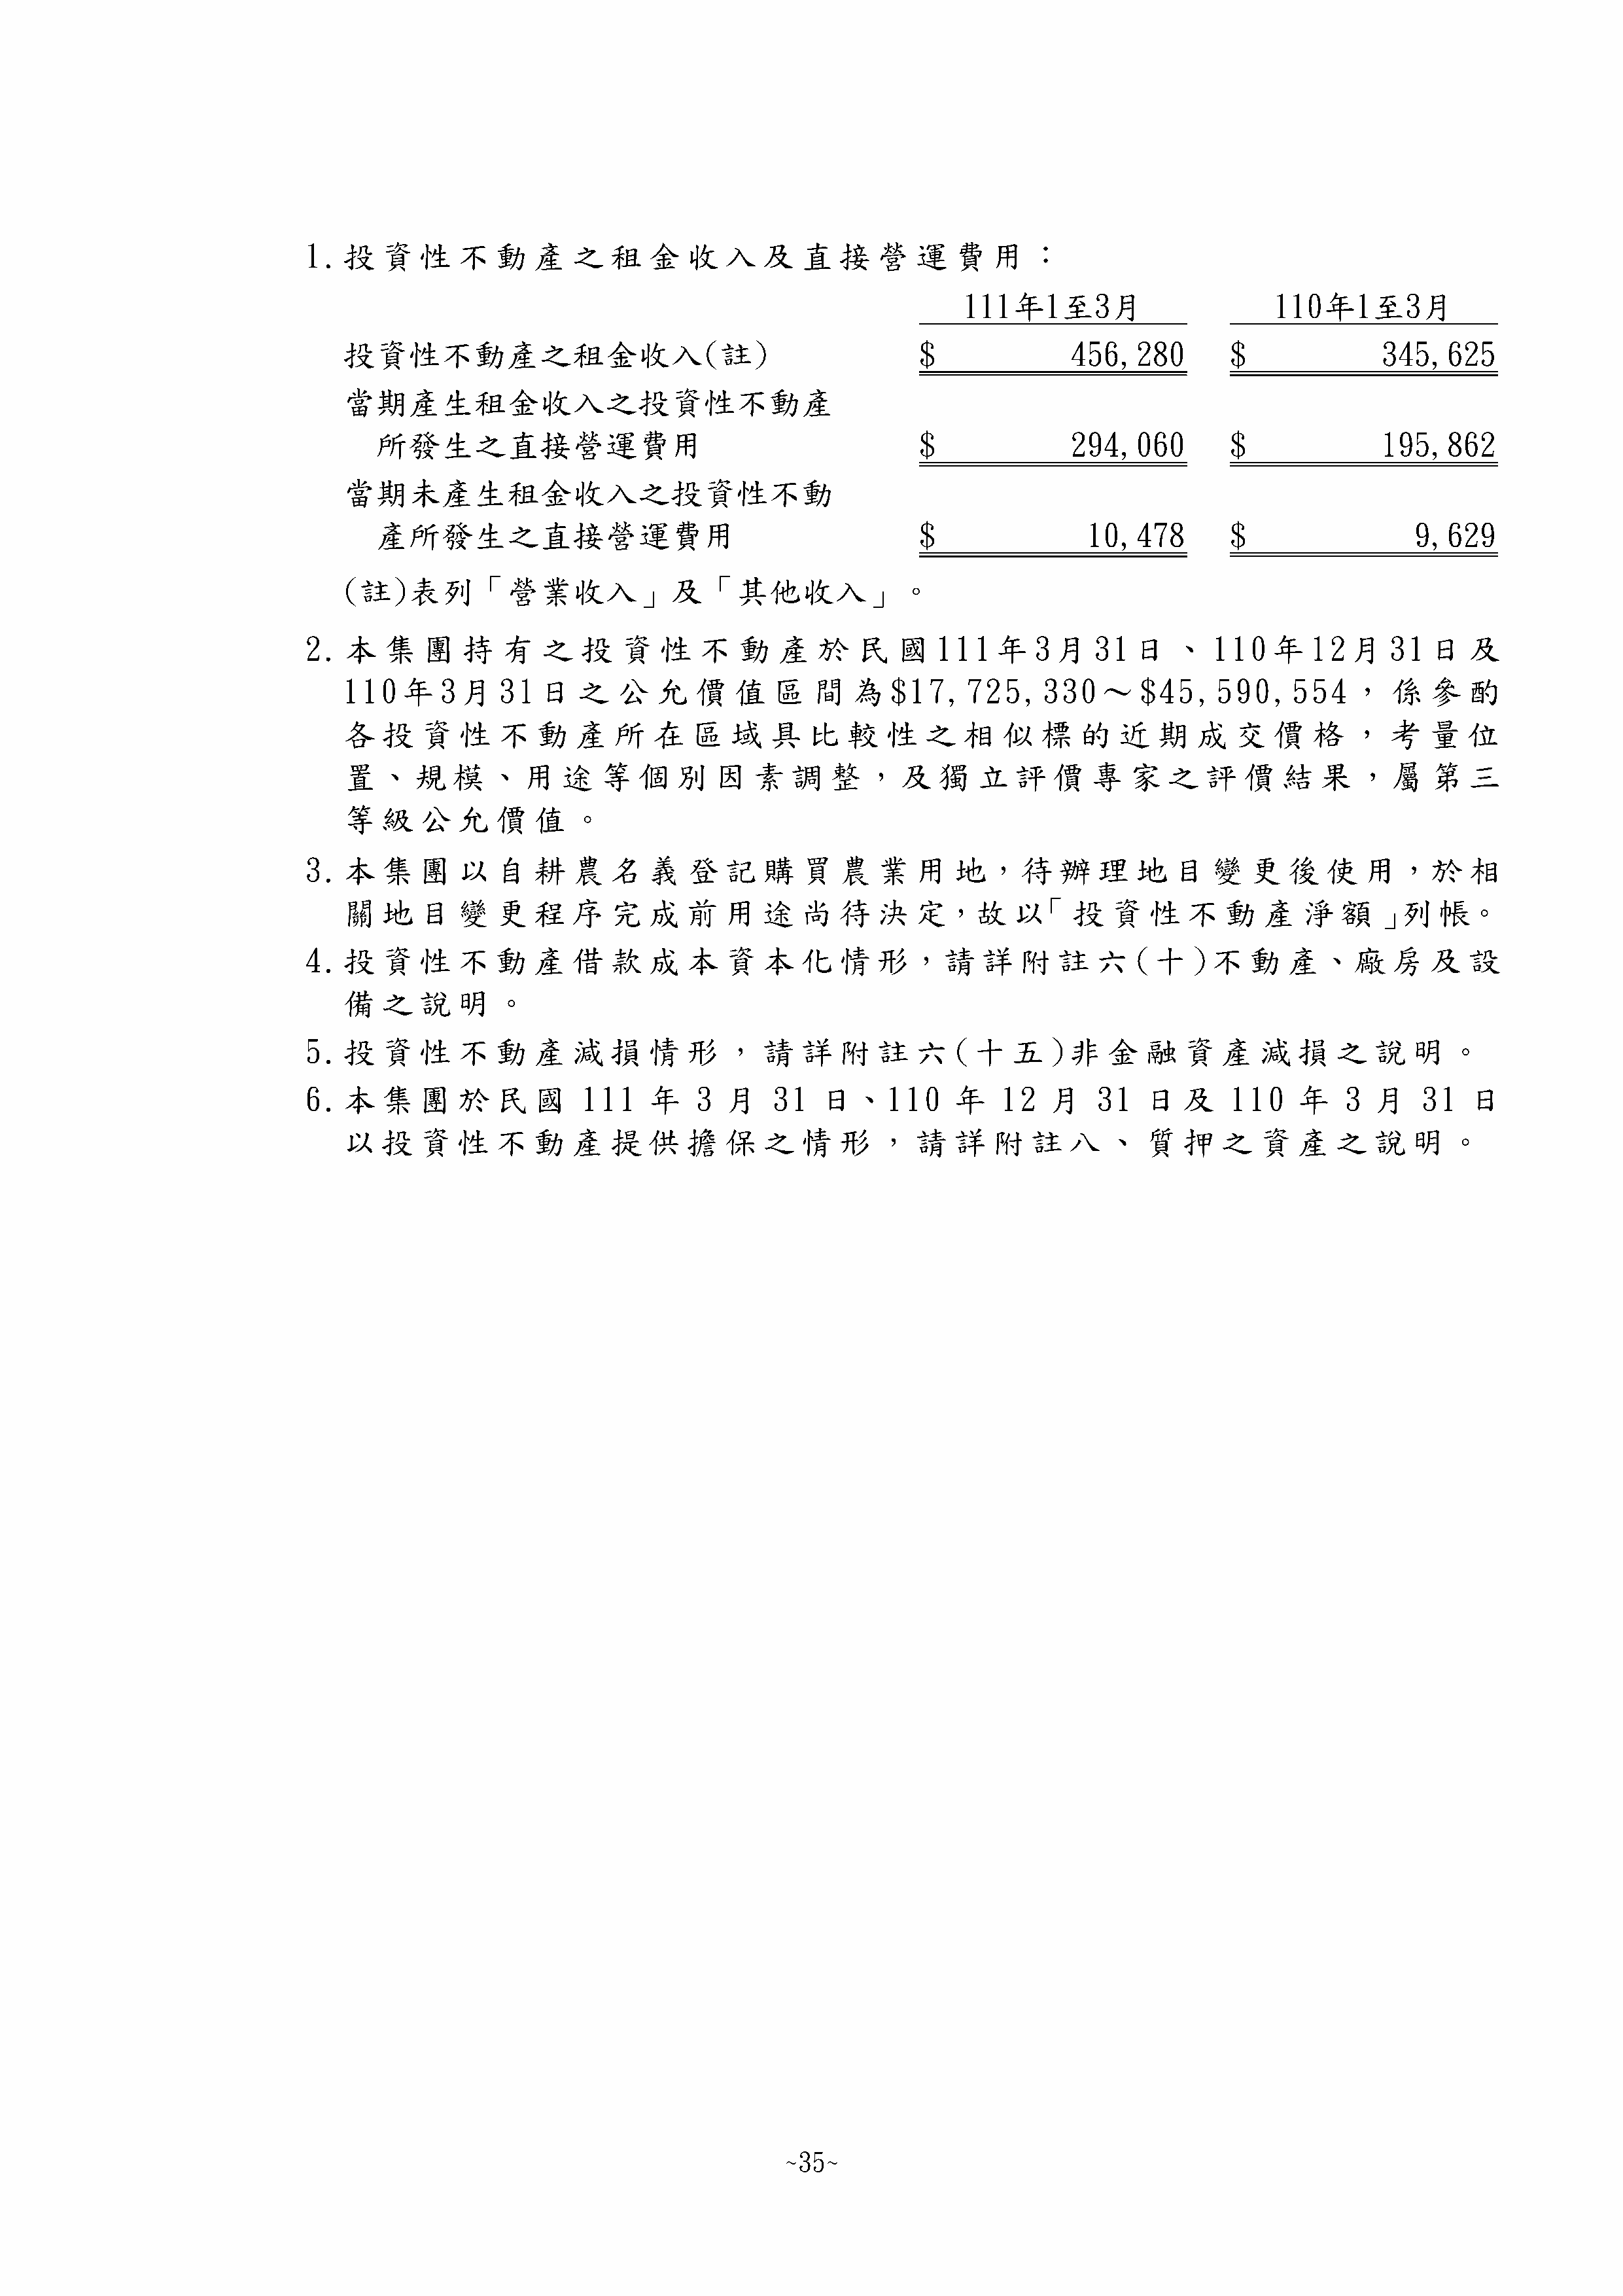 1.投資性不動產之租金收入及直接營運費用：
111年1至3月 110年1至3月
投資性不動產之租金收入(註) $ 456,280 $ 345,625
當期產生租金收入之投資性不動產
所發生之直接營運費用 $ 294,060 $ 195,862
當期未產生租金收入之投資性不動
產所發生之直接營運費用 $ 10,478 $ 9,629
(註)表列「營業收入」及「其他收入」。
2.本集團持有之投資性不動產於民國111年3月31日、110年12月31日及
110年3月31日之公允價值區間為$17,725,330～$45,590,554，係參酌
各投資性不動產所在區域具比較性之相似標的近期成交價格，考量位
置、規模、用途等個別因素調整，及獨立評價專家之評價結果，屬第三
等級公允價值。
3.本集團以自耕農名義登記購買農業用地，待辦理地目變更後使用，於相
關地目變更程序完成前用途尚待決定，故以「投資性不動產淨額」列帳。
4.投資性不動產借款成本資本化情形，請詳附註六(十)不動產、廠房及設
備之說明。
5.投資性不動產減損情形，請詳附註六(十五)非金融資產減損之說明。
6.本集團於民國 111 年 3 月 31 日、110 年 12 月 31 日及 110 年 3 月 31 日
以投資性不動產提供擔保之情形，請詳附註八、質押之資產之說明。
~35~